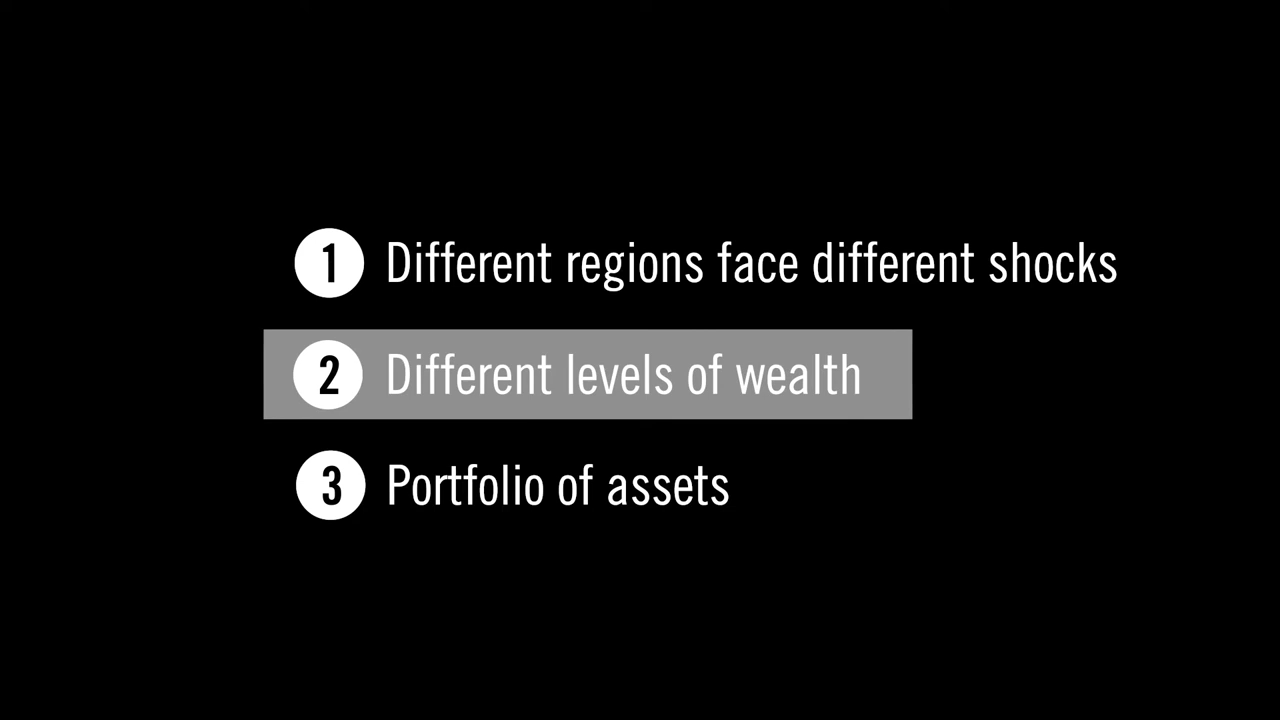 1 Different regions face different shocks
2 Different levels of wealth
3 Portfolio of assets